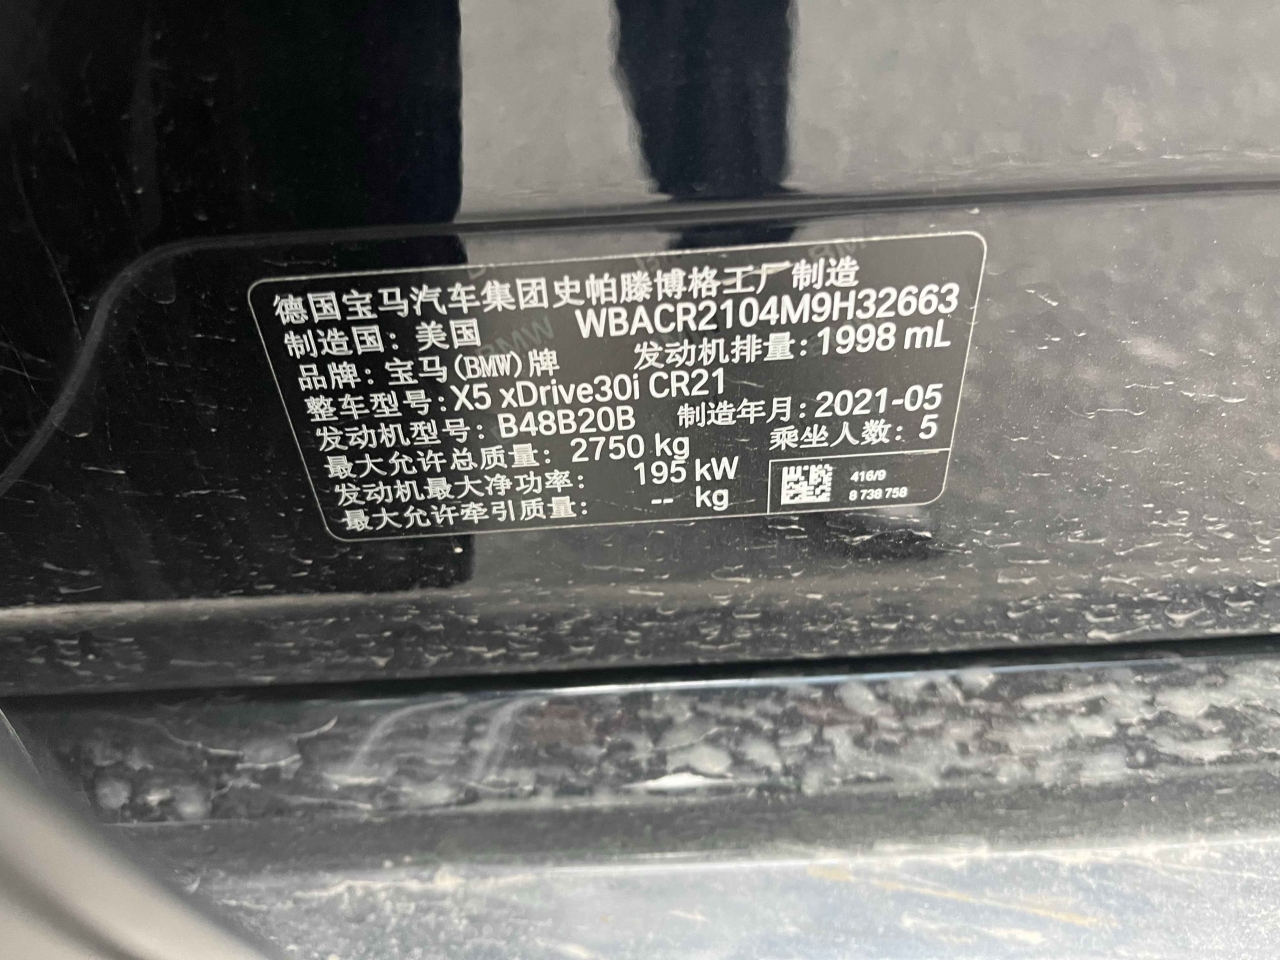 德国宝马汽车集团史帕滕博格工厂制造
制造国: 美国 WBACR2104M9H32663
品牌: 宝马(BMW)牌 发动机排量: 1998 mL
整车型号: X5 xDrive30i CR21
发动机型号: B48B20B 制造年月: 2021-05
最大允许总质量: 2750 kg 乘坐人数: 5
发动机最大净功率: 195 kW
最大允许牵引质量: -- kg
416/9
8 738 758